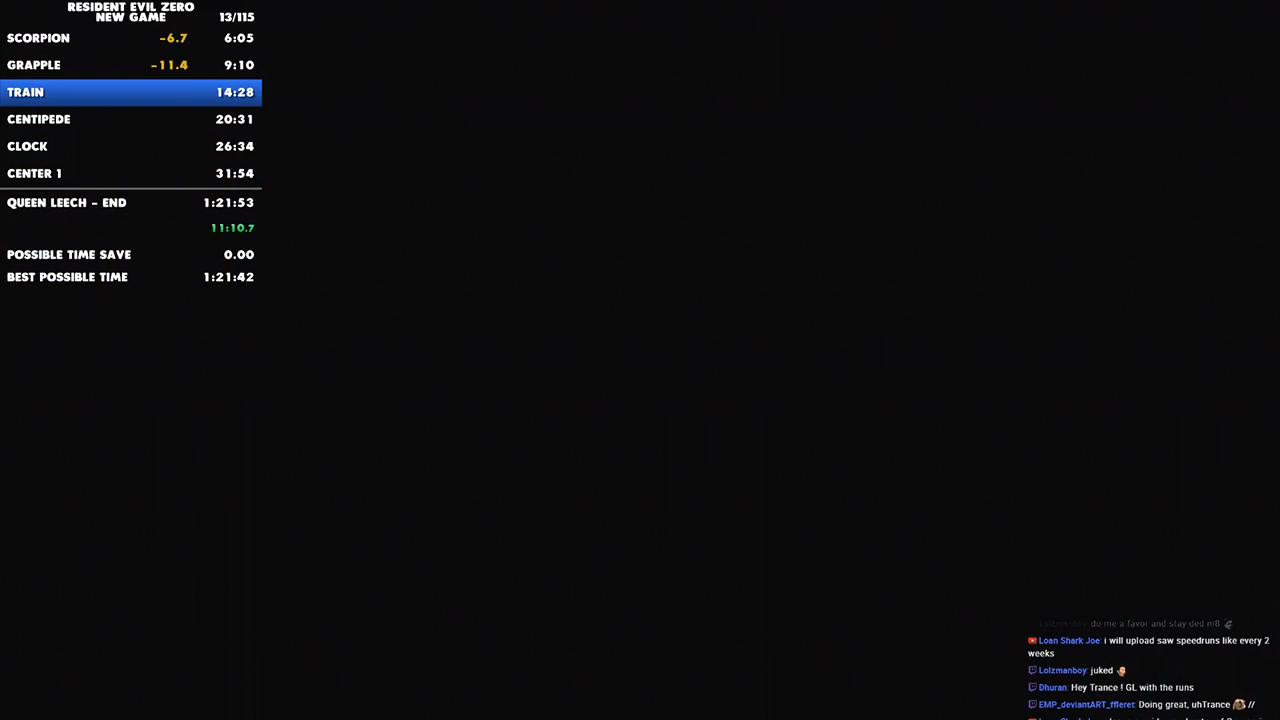 RESIDENT EVIL ZERO
NEW GAME 13/115
SCORPION -6.7 6:05
GRAPPLE -11.4 9:10
TRAIN 14:28
CENTIPEDE 20:31
CLOCK 26:34
CENTER 1 31:54
QUEEN LEECH - END 1:21:53
11:10.7
POSSIBLE TIME SAVE 0.00
BEST POSSIBLE TIME 1:21:42
do me a favor and stay ded m8
Loan Shark Joe: i will upload saw speedruns like every 2
weeks
Lolzmanboy: juked
Dhuran: Hey Trance ! GL with the runs
EMP_deviantART_ffleret: Doing great, uhTrance //